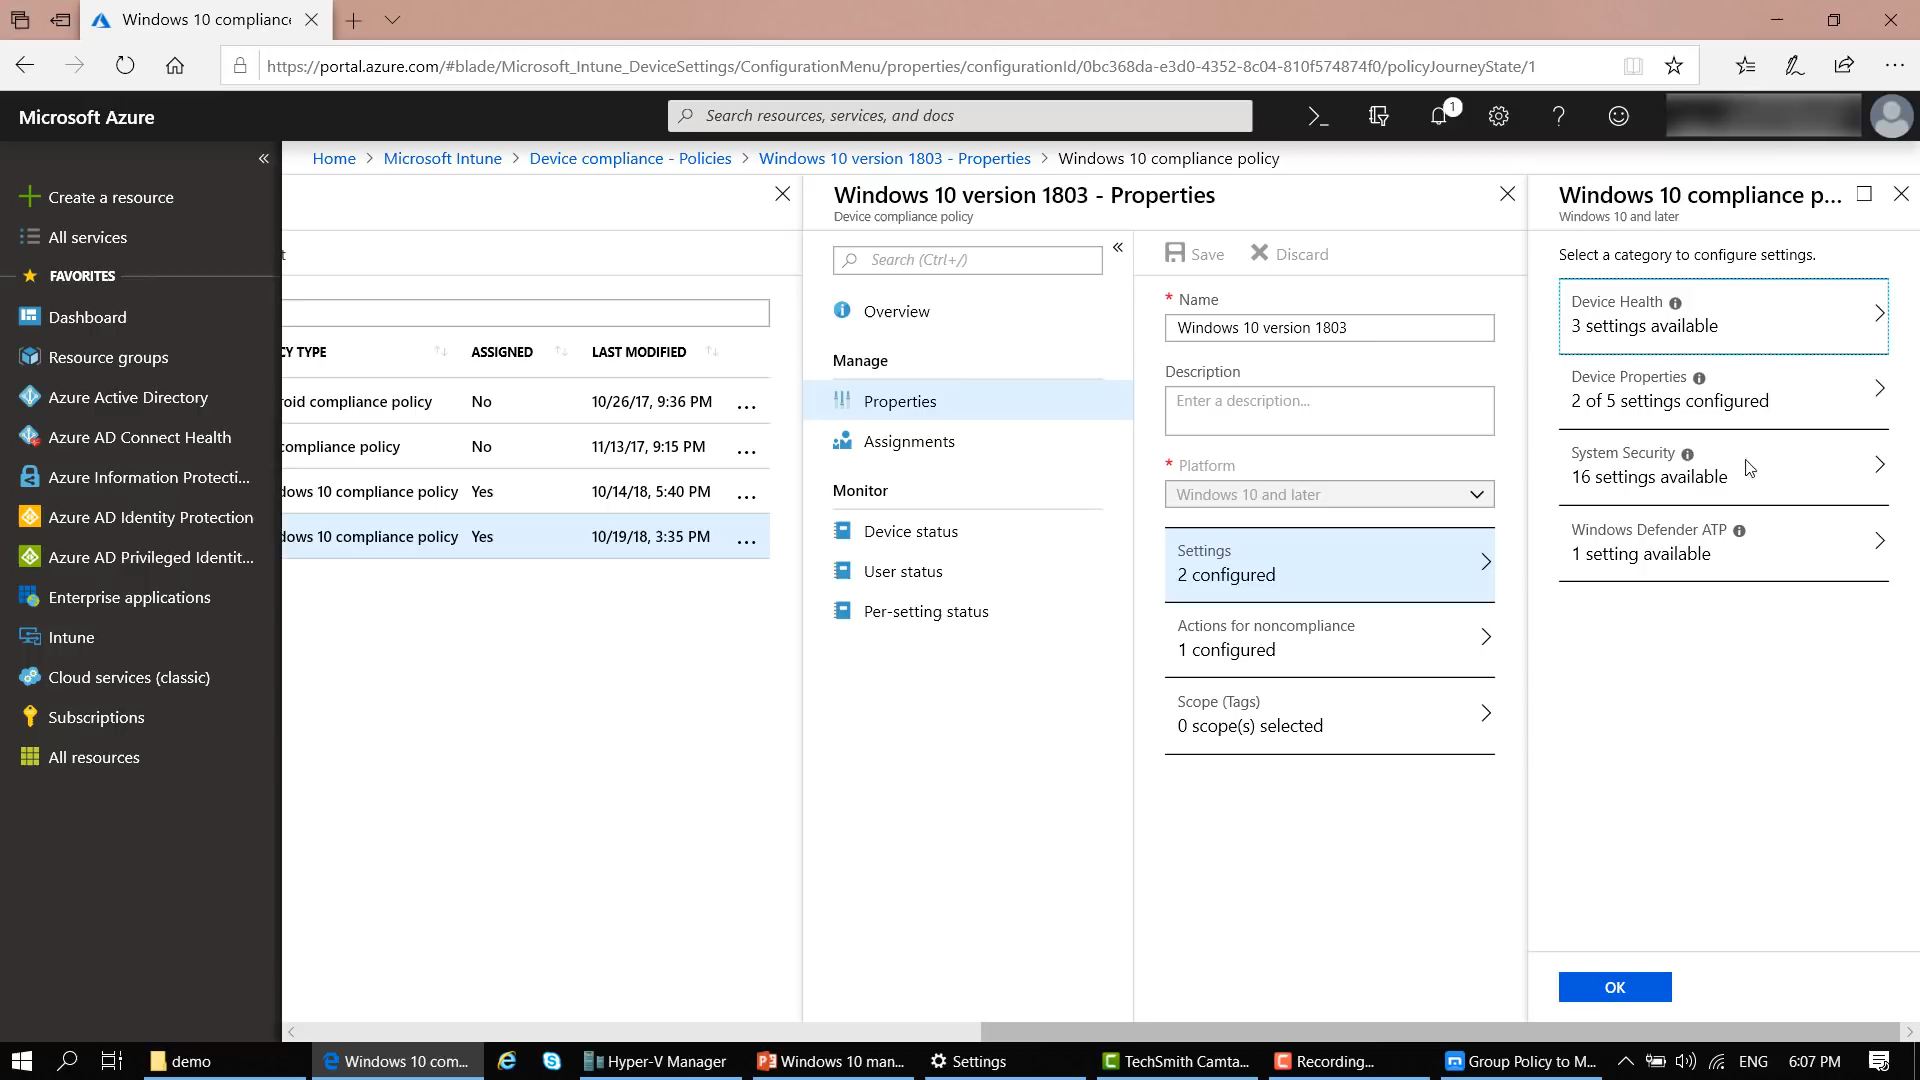 Windows 10 complianc
https://portal.azure.com/#blade/Microsoft_Intune_DeviceSettings/ConfigurationMenu/properties/configurationId/0bc368da-e3d0-4352-8c04-810f574874f0/policyJourneyState/1
Microsoft Azure
Search resources, services, and docs
1
Home > Microsoft Intune > Device compliance - Policies > Windows 10 version 1803 - Properties > Windows 10 compliance policy
Create a resource
All services
FAVORITES
Dashboard
Resource groups
Azure Active Directory
Azure AD Connect Health
Azure Information Protecti...
Azure AD Identity Protection
Azure AD Privileged Identit...
Enterprise applications
Intune
Cloud services (classic)
Subscriptions
All resources
CY TYPE ASSIGNED LAST MODIFIED
oid compliance policy No 10/26/17, 9:36 PM ...
compliance policy No 11/13/17, 9:15 PM ...
dows 10 compliance policy Yes 10/14/18, 5:40 PM ...
dows 10 compliance policy Yes 10/19/18, 3:35 PM ...
Windows 10 version 1803 - Properties
Device compliance policy
Search (Ctrl+/)
Overview
Manage
Properties
Assignments
Monitor
Device status
User status
Per-setting status
Save Discard
* Name
Windows 10 version 1803
Description
Enter a description...
* Platform
Windows 10 and later
Settings
2 configured
Actions for noncompliance
1 configured
Scope (Tags)
0 scope(s) selected
Windows 10 compliance p...
Windows 10 and later
Select a category to configure settings.
Device Health
3 settings available
Device Properties
2 of 5 settings configured
System Security
16 settings available
Windows Defender ATP
1 setting available
OK
demo Windows 10 com... Hyper-V Manager Windows 10 man... Settings TechSmith Camta... Recording... Group Policy to M... ENG 6:07 PM